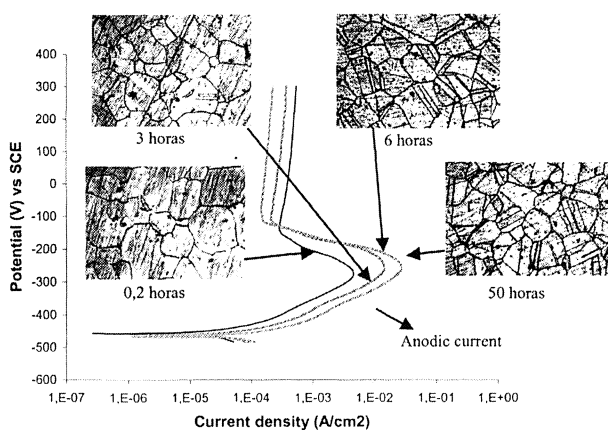 400
300
200
100
0
-100
-200
-300
-400
-500
-600
Potential (V) vs SCE
3 horas
6 horas
0,2 horas
50 horas
Anodic current
1,E-07 1,E-06 1,E-05 1,E-04 1,E-03 1,E-02 1,E-01 1,E+00
Current density (A/cm2)